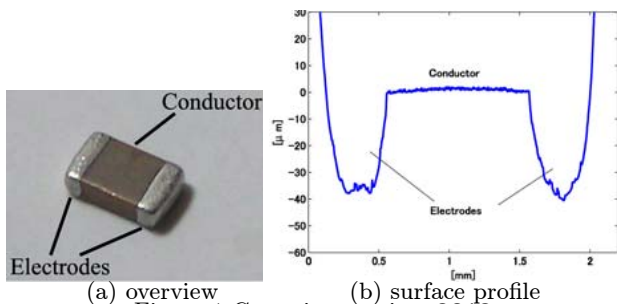 Conductor
Electrodes
(a) overview
30
20
10
0
-10
-20
-30
-40
-50
-60
[μ m]
Conductor
Electrodes
0
0.5
1
1.5
2
[mm]
(b) surface profile